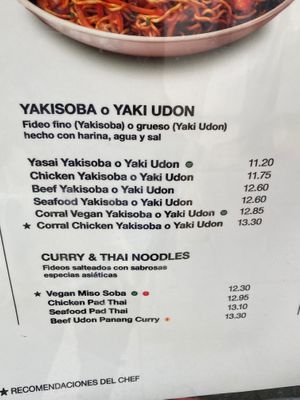 YAKISOBA o YAKI UDON
Fideo fino (Yakisoba) o grueso (Yaki Udon)
hecho con harina, agua y sal
Yasai Yakisoba o Yaki Udon 11.20
Chicken Yakisoba o Yaki Udon 11.75
Beef Yakisoba o Yaki Udon 12.60
Seafood Yakisoba o Yaki Udon 12.60
Corral Vegan Yakisoba o Yaki Udon 12.85
★ Corral Chicken Yakisoba o Yaki Udon 13.30
CURRY & THAI NOODLES
Fideos salteados con sabrosas
especias asiáticas
★ Vegan Miso Soba 12.30
Chicken Pad Thai 12.95
Seafood Pad Thai 13.10
Beef Udon Panang Curry 13.30
★ RECOMENDACIONES DEL CHEF